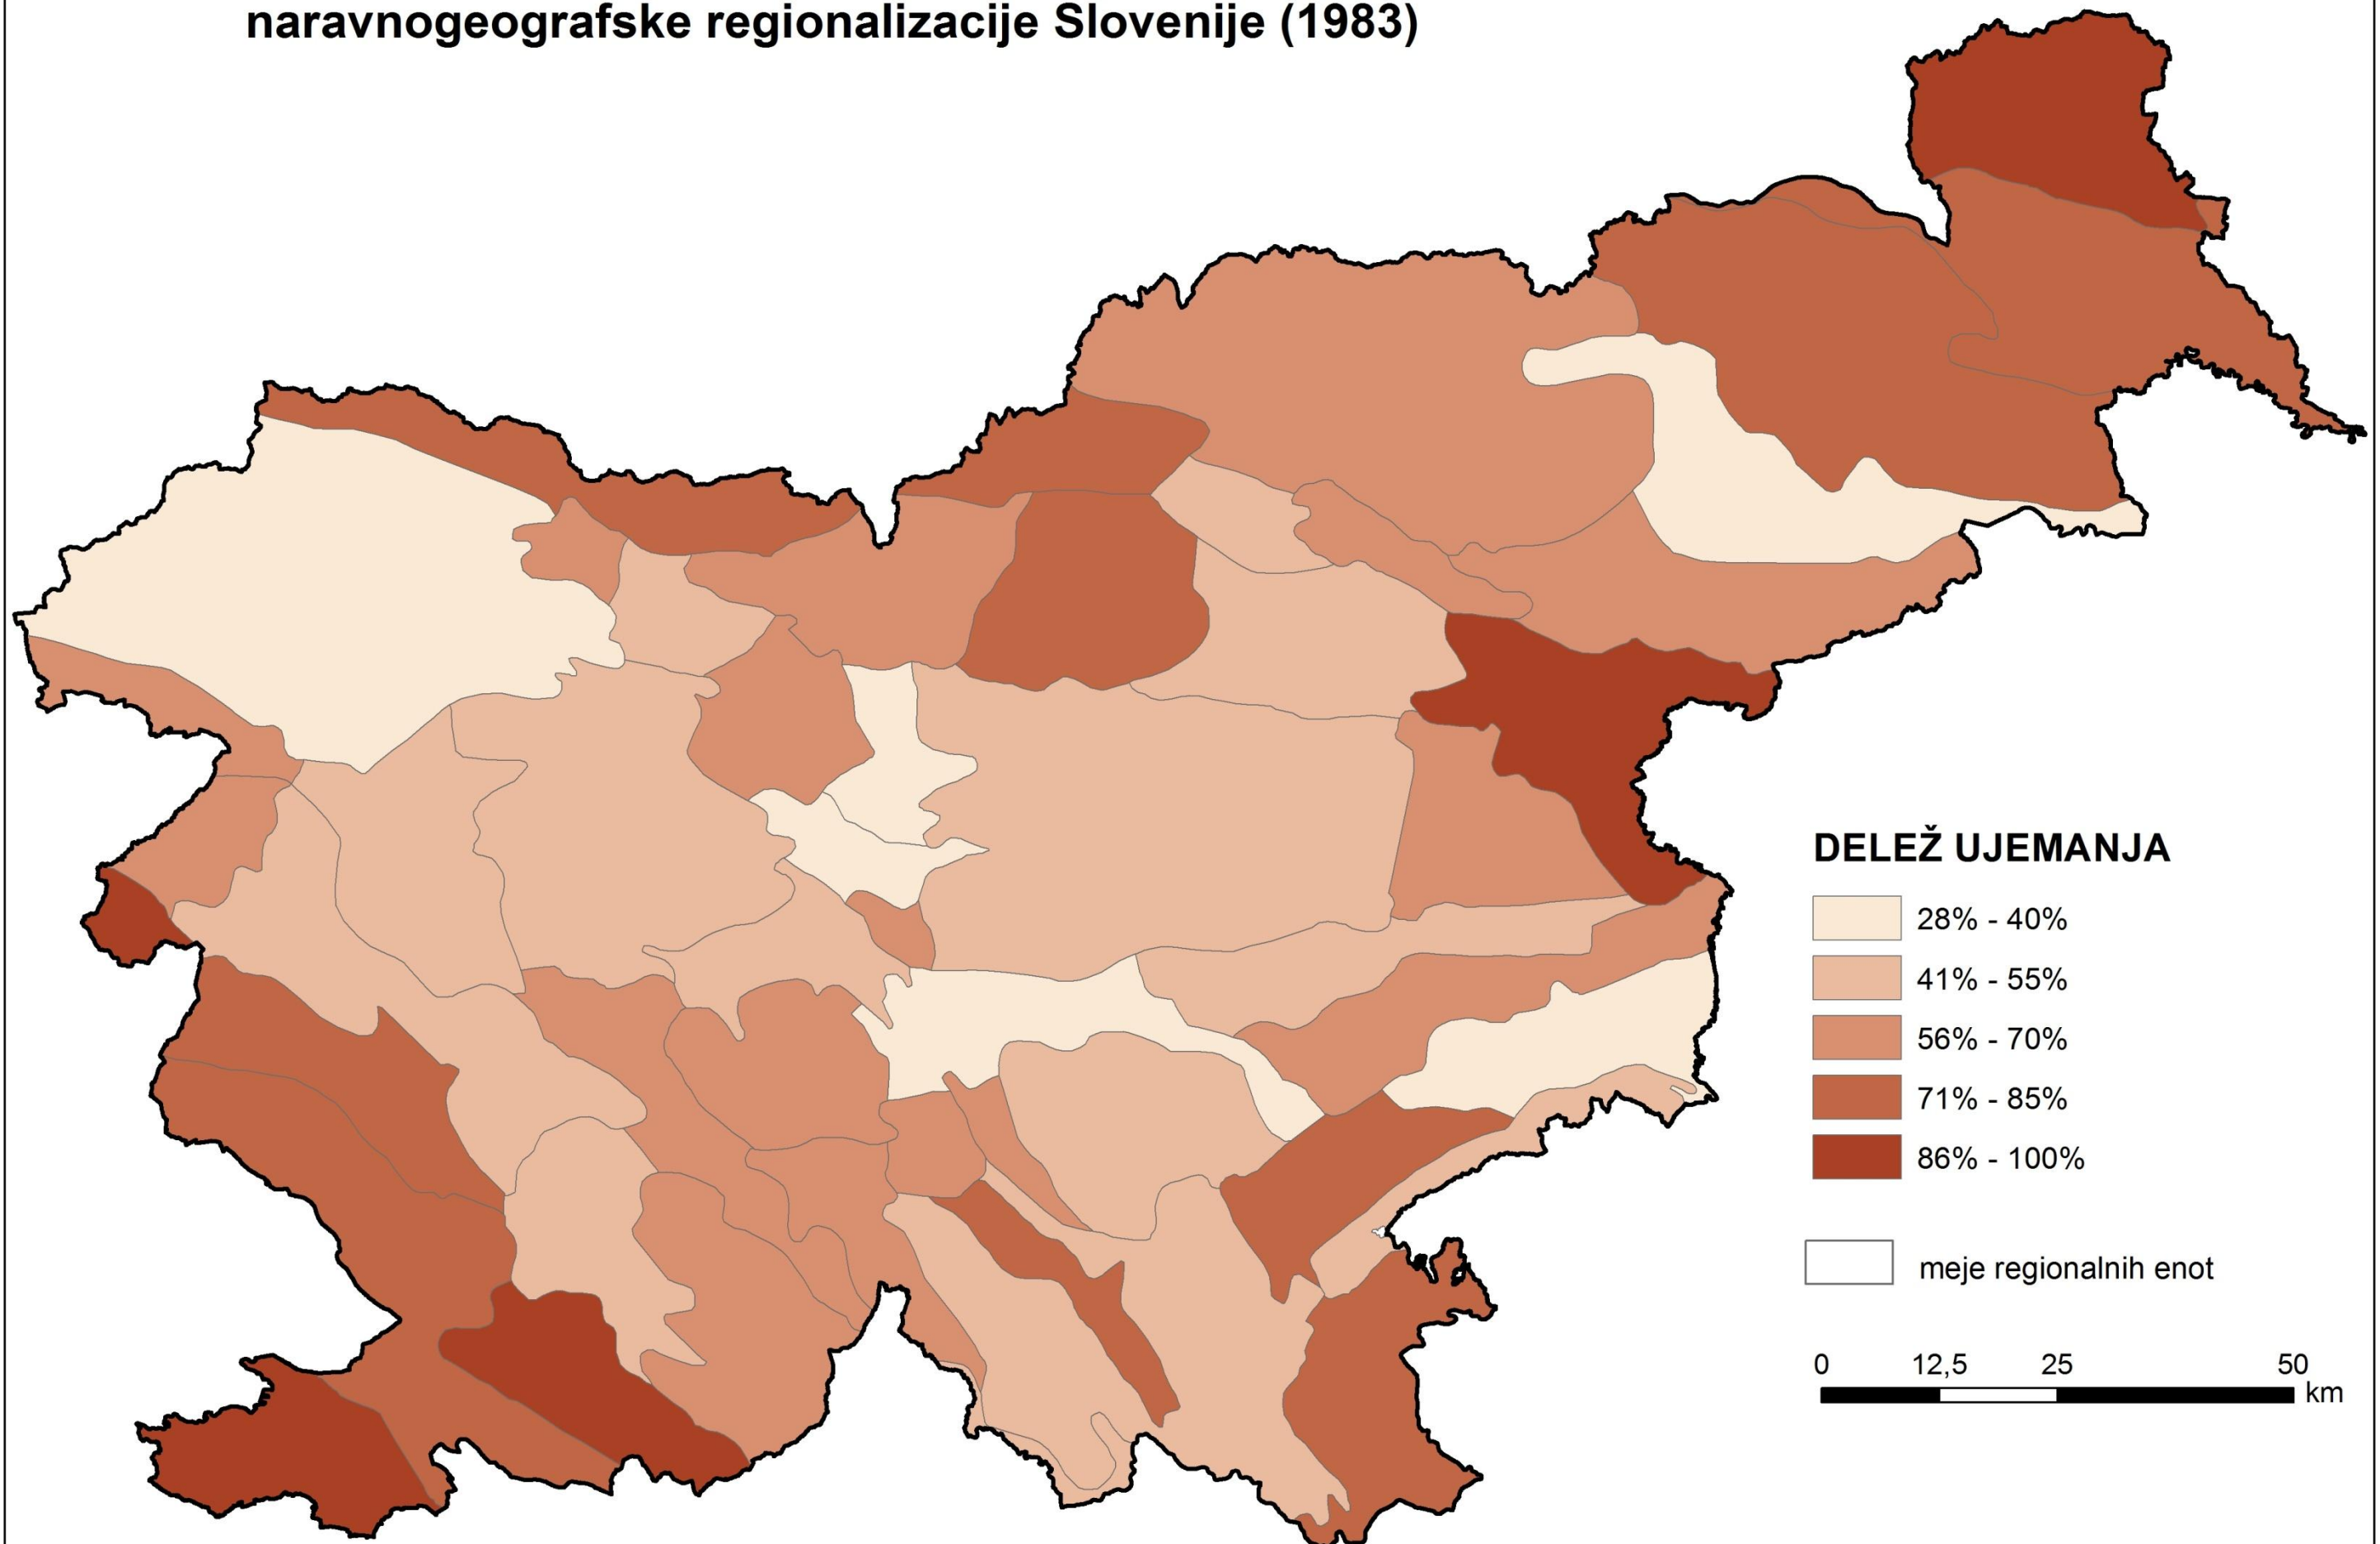 naravnogeografske regionalizacije Slovenije (1983)
DELEŽ UJEMANJA
28% - 40%
41% - 55%
56% - 70%
71% - 85%
86% - 100%
meje regionalnih enot
0 12,5 25 50
km